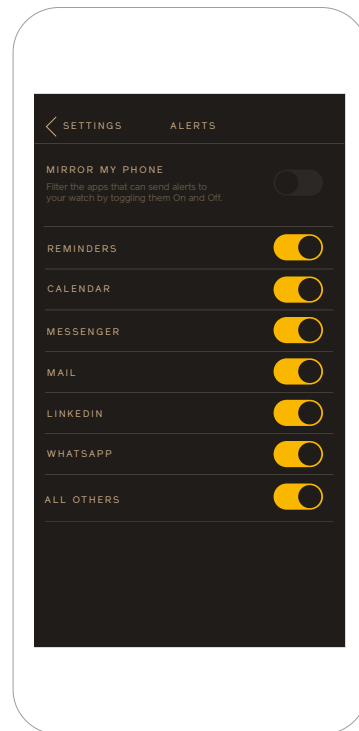 SETTINGS ALERTS
MIRROR MY PHONE
Filter the apps that can send alerts to
your watch by toggling them On and Off.
REMINDERS
CALENDAR
MESSENGER
MAIL
LINKEDIN
WHATSAPP
ALL OTHERS